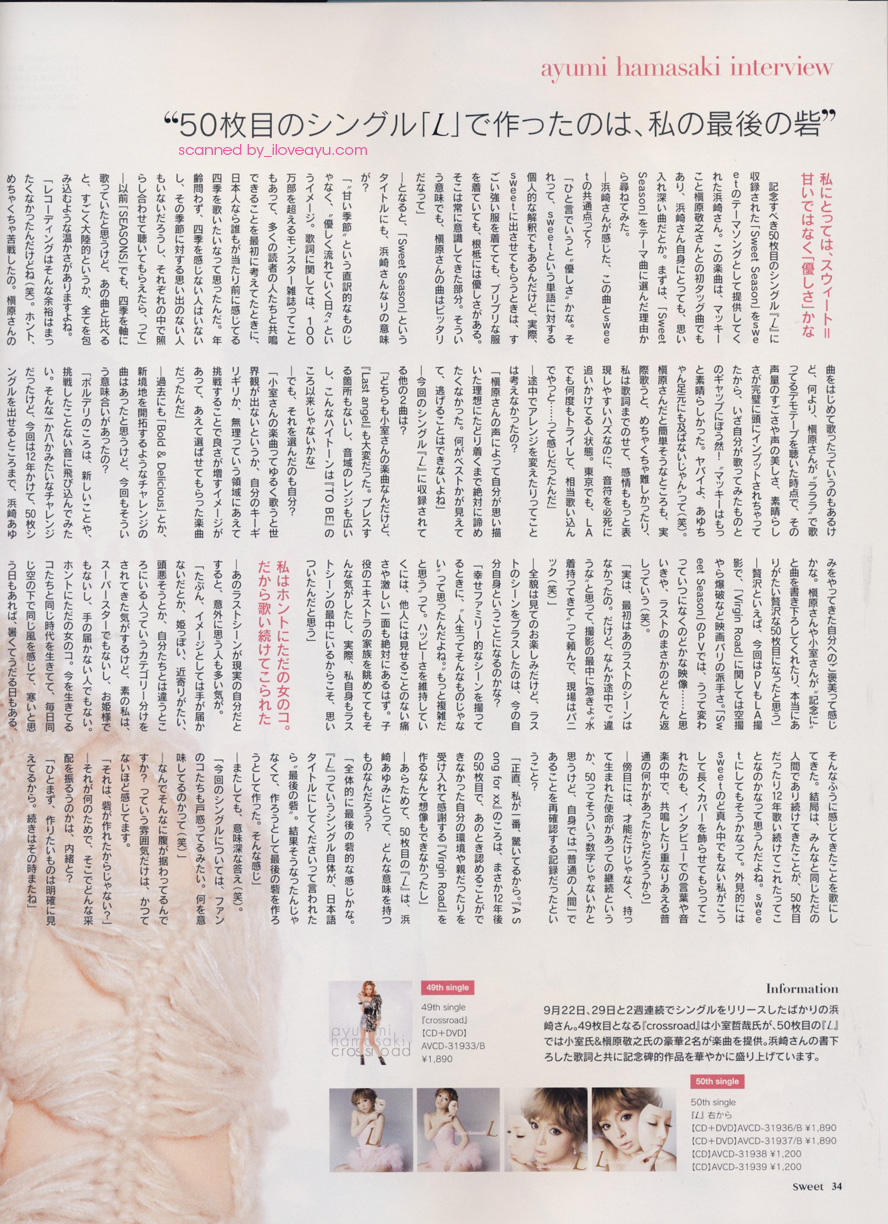 ayumi hamasaki interview
“50枚目のシングル「L」で作ったのは、私の最後の砦”
scanned by_iloveayu.com
私にとっては、スウィート＝
甘いではなく「優しさ」かな
記念すべき50枚目のシングル『L』に
収録された「Sweet Season」をswe
etのテーマソングとして提供してく
れた浜崎さん。この楽曲は、マッキー
こと槇原敬之さんとの初タッグ曲でも
あり、浜崎さん自身にとっても、思い
入れ深い曲だとか。まずは、「Sweet
Season」をテーマ曲に選んだ理由か
ら尋ねてみた。
―浜崎さんが感じた、この曲とswee
tの共通点って？
「ひと言でいうと“優しさ”かな。そ
れって、sweetという単語に対する
個人的な解釈でもあるんだけど、実際、
sweetに出させてもらうときは、す
ごい強い服を着てても、ブリブリな服
を着ていても、根柢には優しさがある。
そこは常に意識してきた部分。そうい
う意味でも、槇原さんの曲はピッタリ
だなって」
―となると、「Sweet Season」という
タイトルにも、浜崎さんなりの意味
が？
「“甘い季節”という直訳的なものじ
ゃなく、“優しく流れていく日々”とい
うイメージ。歌詞に関しては、100
万部を超えるモンスター雑誌ってこと
もあって、多くの読者の人たちと共鳴
できることを最初に考えてたときに、
日本人なら誰もが当たり前に感じてる
四季を歌いたいなって思ったんだ。年
齢問わず、四季を感じない人はいない
し、その季節に対する思い出のない人
もいないだろうし、それぞれの中で照
らし合わせて聴いてもらえたら、って」
―以前「SEASONS」でも、四季を軸に
歌っていたと思うけど、あの曲と比べる
と、すごく大陸的というか、全てを包
み込むような温かさがありますよね。
「レコーディングはそんな余裕はまっ
たくなかったんだけどね（笑）。ホント、
めちゃくちゃ苦戦したの。槇原さんの
曲をはじめて歌ったっていうのもあるけ
ど、何より、槇原さんが“ラララ”で歌
ってるデモテープを聴いた時点で、その
声量のすごさや声の美しさ、素晴らし
さが完璧に頭にインプットされちゃって
たから、いざ自分が歌ってみたものと
のギャップにぼう然―。“マッキーはもっ
と素晴らしかった。ヤバイよ、あゆち
ゃん足元にも及ばないじゃん”って（笑）。
槇原さんだと簡単そうなところも、実
際歌うと、めちゃくちゃ難しかったり、
私は歌詞までのせて、感情ももっと表
現しやすいハズなのに、音符を必死に
追いかけてる人状態。東京でも、LA
でも何度もトライして、相当歌い込ん
でやっと……って感じだったんだ」
―途中でアレンジを変えたりってこと
は考えなかったの？
「槇原さんの声によって自分が思い描
いた理想にたどり着くまで絶対に諦め
たくなかった。何がベストかが見えて
て、逃げることはできないよね」
―今回のシングル『L』に収録されて
る他の2曲は？
「どちらも小室さんの楽曲なんだけど、
『Last angel』も大変だった。ブレスす
る箇所もないし、音域のレンジも広い
し、こんなハイトーンは『TO BE』の
ころ以来じゃないかな」
―でも、それを選んだのも自分？
「小室さんの楽曲ってゆるく歌うと世
界観が出ないというか、自分のキーギ
リギリか、無理っていう領域にあえて
挑戦することで良さが増すイメージが
あって、あえて選ばせてもらった楽曲
だったんだ」
―過去にも「Bold & Delicious」とか、
新境地を開拓するようなチャレンジの
曲はあったと思うけど、今回もそうい
う意味合いがあったの？
「ボルデリのころは、新しいことや、
挑戦したことない音に飛び込んでみた
い。そんな一か八かみたいなチャレンジ
だったけど、今回は12年かけて、50枚シ
ングルを出せるところまで、浜崎あゆ
みをやってきた自分へのご褒美って感じ
かな。槇原さんや小室さんが“記念に”
と曲を書き下ろしてくれたり、本当にあ
りがたい贅沢な50枚目になったと思う」
―贅沢といえば、今回はPVもLA撮
影で、「Virgin Road」に関しては空撮
やら爆破など映画バリの派手さ。「Sw
eet Season」のPVでは、うって変わ
っていつになくのどかな映像……と思
いきや、ラストのまさかのどんでん返
しっていう（笑）。
「実は、最初はあのラストのシーンは
なかったの。だけど、なんか途中で“違
うな”と思って、撮影の最中に急きょ“水
着持ってきて”って頼んで、現場はパニ
ック（笑）」
―全貌は見てのお楽しみだけど、ラス
トのシーンをプラスしたのは、今の自
分自身ということになるのかな？
「幸せファミリー的なシーンを撮って
るときに、“人生ってそんなものじゃな
い”って思ったんだよね。“もっと複雑だ
と思う”って。ハッピーさを維持してい
くには、他人には見せることのない痛
さや激しい一面も絶対にあるはず。子
役のエキストラの家族を眺めててもそ
んな気がしたし、実際、私自身もラス
トシーンの最中にいるからこそ、思い
ついたんだと思う」
私はホントにただの女のコ。
だから歌い続けてこられた
―あのラストシーンが現実の自分だと
すると、意外に思う人も多い気が。
「たぶん、イメージとしては手が届か
ないだとか、姫っぽい、近寄りがたい、
頭悪そうとか、自分たちとは違うとこ
ろにいる人っていうカテゴリー分けを
されてきた気がするけど、素の私は、
スーパースターでもないし、お姫様で
もないし、手の届かない人でもない。
ホントにただの女のコ。今を生きてる
コたちと同じ時代を生きてて、毎日同
じ空の下で同じ風を感じて、寒いと思
う日もあれば、暑くてうだる日もある。
そんなふうに感じてきたことを歌にし
てきた。結局は、みんなと同じただの
人間であり続けてきたことが、50枚目
だったり12年歌い続けてこれたってこ
となのかなって思うんだよね。swee
tにしてもそうかなって。外見的には
sweetのど真ん中でもない私がこう
して長くカバーを飾らせてもらってこ
れたのも、インタビューでの言葉や音
楽の中で、共鳴したり重なりあえる普
通の何かがあったからだろうから」
―傍目には、才能だけじゃなく、持っ
て生まれた使命があっての継続という
か、50ってそういう数字じゃないかと
思うけど、自身では“普通の人間”で
あることを再確認する記録だったとい
うこと？
「正直、私が一番、驚いてるから。『A S
ong for ××』のころは、まさか12年後
の50枚目で、あのとき認めることがで
きなかった自分の環境や親だったりを
受け入れて感謝する『Virgin Road』を
作るなんて想像もできなかったし」
―あらためて、50枚目の『L』は、浜
崎あゆみにとって、どんな意味を持つ
ものなんだろう？
「全体的に最後の砦的な感じかな。
『L』っていうシングル自体が、日本語
タイトルにしてくださいって言われた
ら“最後の砦”。結果そうなったんじゃ
なくて、作ろうとして最後の砦を作ろ
うとして作った。そんな感じ」
―またしても、意味深な答え（笑）。
「今回のシングルについては、ファン
のコたちも戸惑ってるみたい。何を意
味してるのかって（笑）」
―なんでそんなに腹が据わってるんで
すか？っていう雰囲気だけは、かつて
ないほど感じてます。
「それは、砦が作れたからじゃない？」
―それが何のためで、そこでどんな采
配を振るうのかは、内緒と？
「ひとまず、作りたいものは明確に見
えてるから。続きはその時またね」
Information
9月22日、29日と2週連続でシングルをリリースしたばかりの浜
崎さん。49枚目となる『crossroad』は小室哲哉氏が、50枚目の『L』
では小室氏&槇原敬之氏の豪華2名が楽曲を提供。浜崎さんの書下
ろした歌詞と共に記念碑的作品を華やかに盛り上げています。
49th single
49th single
『crossroad』
【CD+DVD】
AVCD-31933/B
¥1,890
ayumi
hamasaki
crossroad
50th single
50th single
『L』 右から
【CD+DVD】AVCD-31936/B ¥1,890
【CD+DVD】AVCD-31937/B ¥1,890
【CD】AVCD-31938 ¥1,200
【CD】AVCD-31939 ¥1,200
L
L
L
L
sweet 34